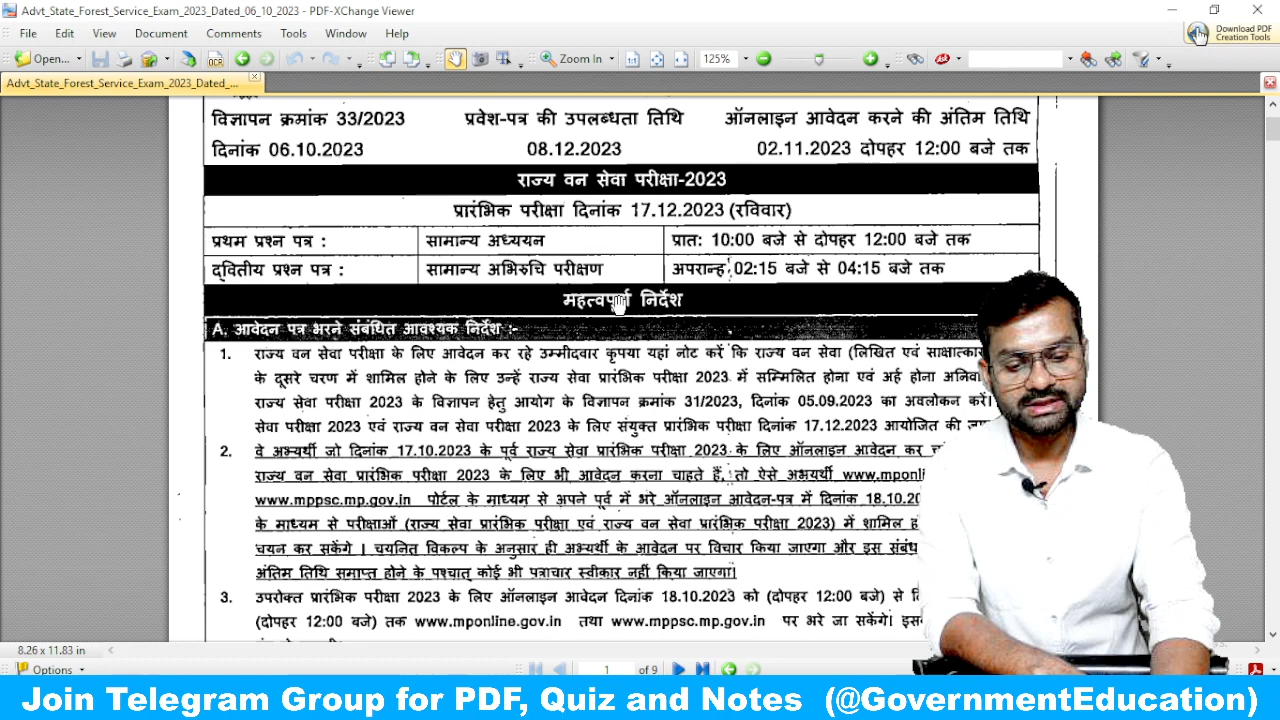 Advt_State_Forest_Service_Exam_2023_Dated_06_10_2023 - PDF-XChange Viewer
File Edit View Document Comments Tools Window Help
Download PDF Creation Tools
Open... OCR Zoom In 125%
Advt_State_Forest_Service_Exam_2023_Dated_...
विज्ञापन क्रमांक 33/2023 प्रवेश-पत्र की उपलब्धता तिथि ऑनलाइन आवेदन करने की अंतिम तिथि
दिनांक 06.10.2023 08.12.2023 02.11.2023 दोपहर 12:00 बजे तक
राज्य वन सेवा परीक्षा-2023
प्रारंभिक परीक्षा दिनांक 17.12.2023 (रविवार)
प्रथम प्रश्न पत्र : सामान्य अध्ययन प्रात: 10:00 बजे से दोपहर 12:00 बजे तक
द्वितीय प्रश्न पत्र : सामान्य अभिरुचि परीक्षण अपरान्ह 02:15 बजे से 04:15 बजे तक
महत्वपूर्ण निर्देश
A. आवेदन पत्र भरने संबंधित आवश्यक निर्देश :-
1. राज्य वन सेवा परीक्षा के लिए आवेदन कर रहे उम्मीदवार कृपया यहां नोट करें कि राज्य वन सेवा (लिखित एवं
के दूसरे चरण में शामिल होने के लिए उन्हें राज्य सेवा प्रारंभिक परीक्षा 2023 में सम्मिलित होना एवं अर्ह होना
राज्य सेवा परीक्षा 2023 के विज्ञापन हेतु आयोग के विज्ञापन क्रमांक 31/2023, दिनांक 05.09.2023 का अवलोकन करें।
सेवा परीक्षा 2023 एवं राज्य वन सेवा परीक्षा 2023 के लिए संयुक्त प्रारंभिक परीक्षा दिनांक 17.12.2023 आयोजित की
2. वे अभ्यर्थी जो दिनांक 17.10.2023 के पूर्व राज्य सेवा प्रारंभिक परीक्षा 2023 के लिए ऑनलाइन आवेदन कर
राज्य वन सेवा प्रारंभिक परीक्षा 2023 के लिए भी आवेदन करना चाहते हैं, तो ऐसे अभयर्थी
www.mppsc.mp.gov.in पोर्टल के माध्यम से अपने पूर्व में भरे ऑनलाइन आवेदन-पत्र में दिनांक
के माध्यम से परीक्षाओं (राज्य सेवा प्रारंभिक परीक्षा एवं राज्य वन सेवा प्रारंभिक परीक्षा 2023) में शामिल
चयन कर सकेंगे । चयनित विकल्प के अनुसार ही अभ्यर्थी के आवेदन पर विचार किया जाएगा और इस
अंतिम तिथि समाप्त होने के पश्चात् कोई भी पत्राचार स्वीकार नहीं किया जाएगा।
3. उपरोक्त प्रारंभिक परीक्षा 2023 के लिए ऑनलाइन आवेदन दिनांक 18.10.2023 को (दोपहर 12:00 बजे) से
(दोपहर 12:00 बजे) तक www.mponline.gov.in तथा www.mppsc.mp.gov.in पर भरे जा सकेंगे।
8.26 x 11.83 in
Options 1 of 9
Join Telegram Group for PDF, Quiz and Notes (@GovernmentEducation)